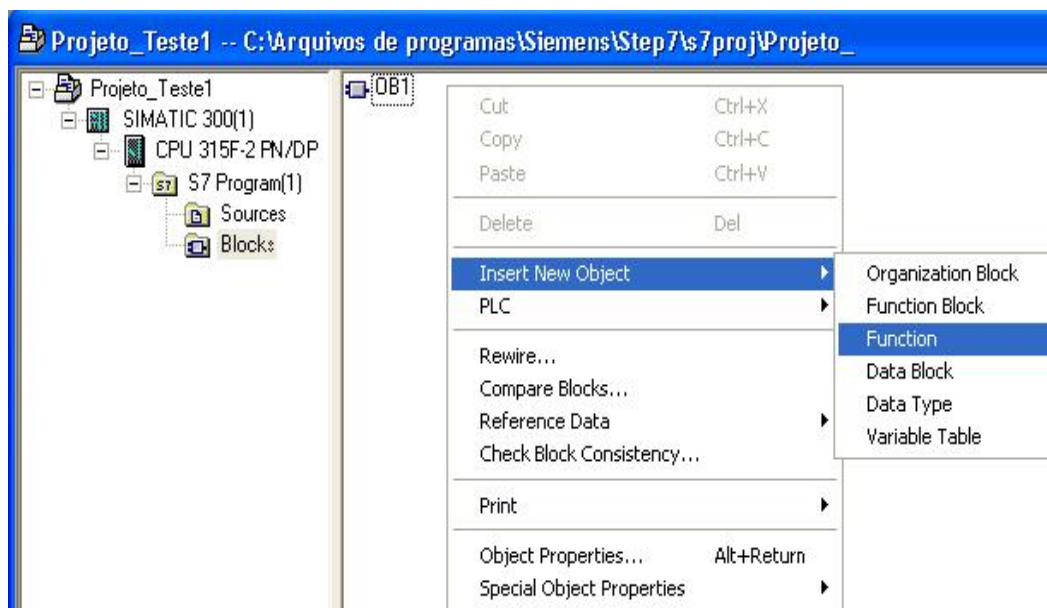 Projeto_Teste1 -- C:\Arquivos de programas\Siemens\Step7\s7proj\Projeto_
Projeto_Teste1
SIMATIC 300(1)
CPU 315F-2 PN/DP
S7 Program(1)
Sources
Blocks
OB1
Cut Ctrl+X
Copy Ctrl+C
Paste Ctrl+V
Delete Del
Insert New Object
PLC
Rewire...
Compare Blocks...
Reference Data
Check Block Consistency...
Print
Object Properties... Alt+Return
Special Object Properties
Organization Block
Function Block
Function
Data Block
Data Type
Variable Table